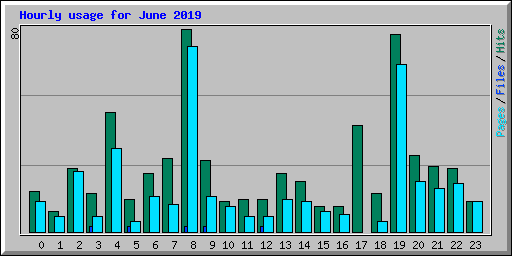 Hourly usage for June 2019
80
Pages/Files/Hits
0 1 2 3 4 5 6 7 8 9 10 11 12 13 14 15 16 17 18 19 20 21 22 23